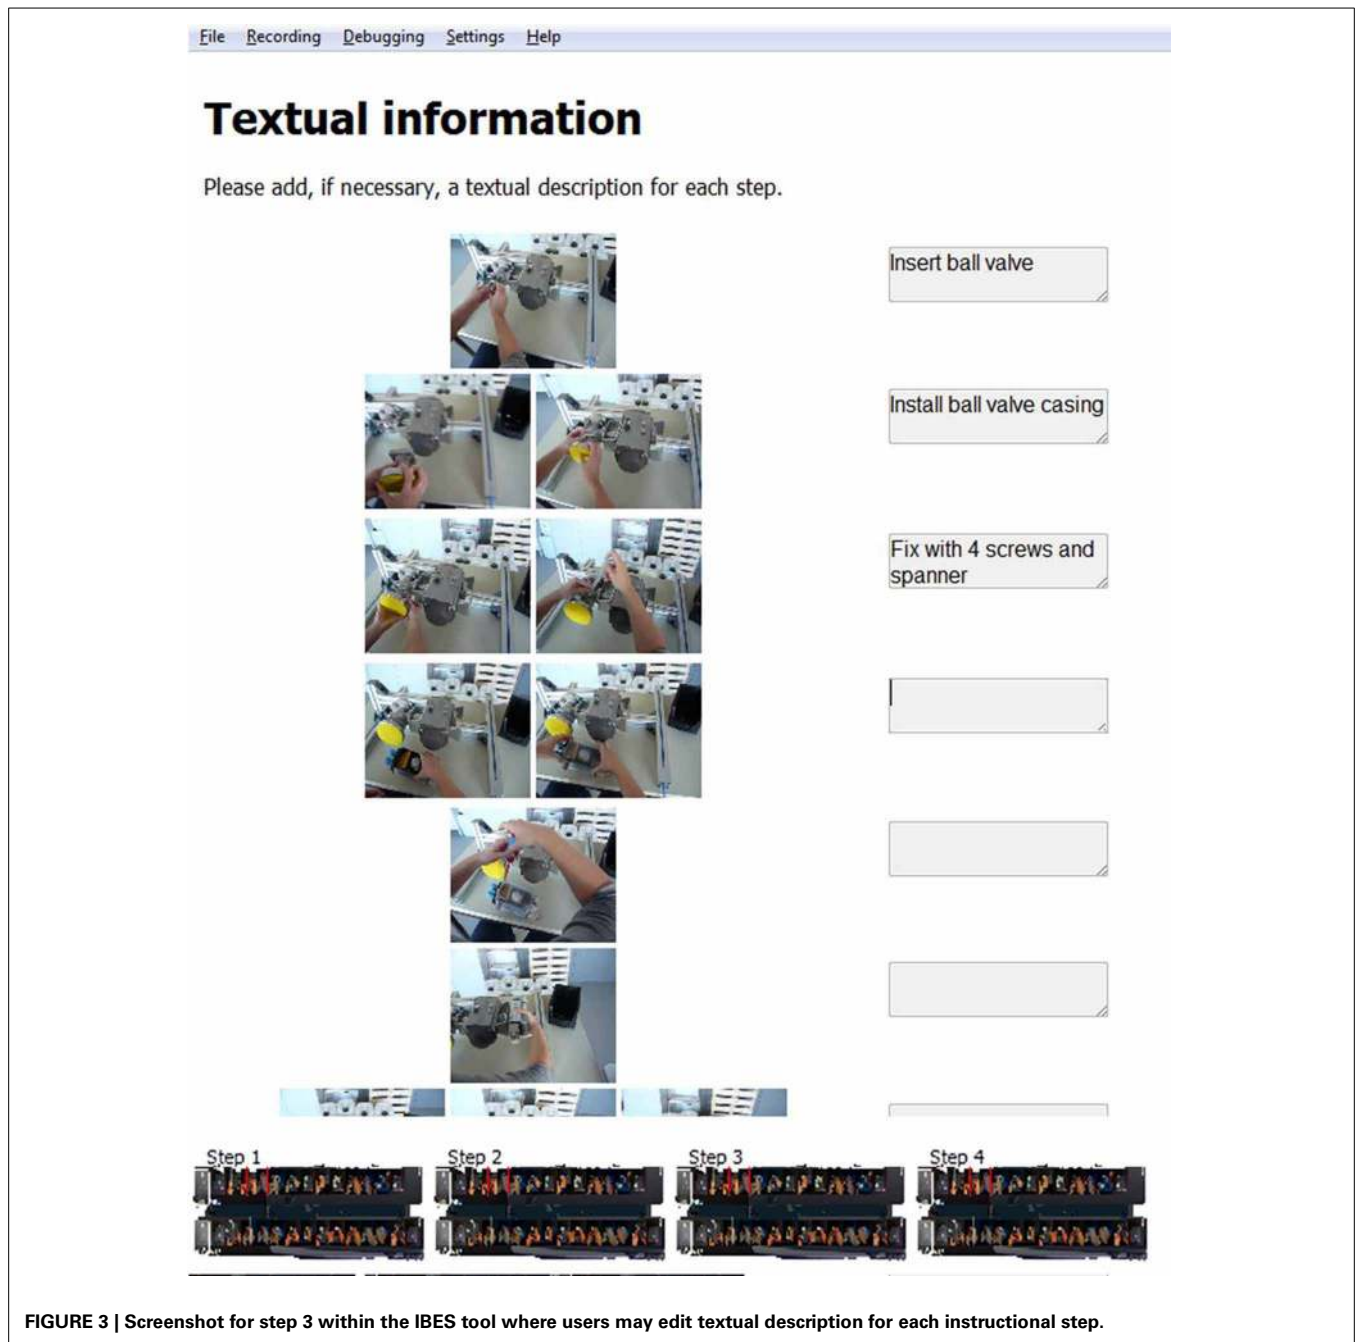 File Recording Debugging Settings Help
Textual information
Please add, if necessary, a textual description for each step.
Insert ball valve
Install ball valve casing
Fix with 4 screws and
spanner
Step 1 Step 2 Step 3 Step 4
FIGURE 3 | Screenshot for step 3 within the IBES tool where users may edit textual description for each instructional step.